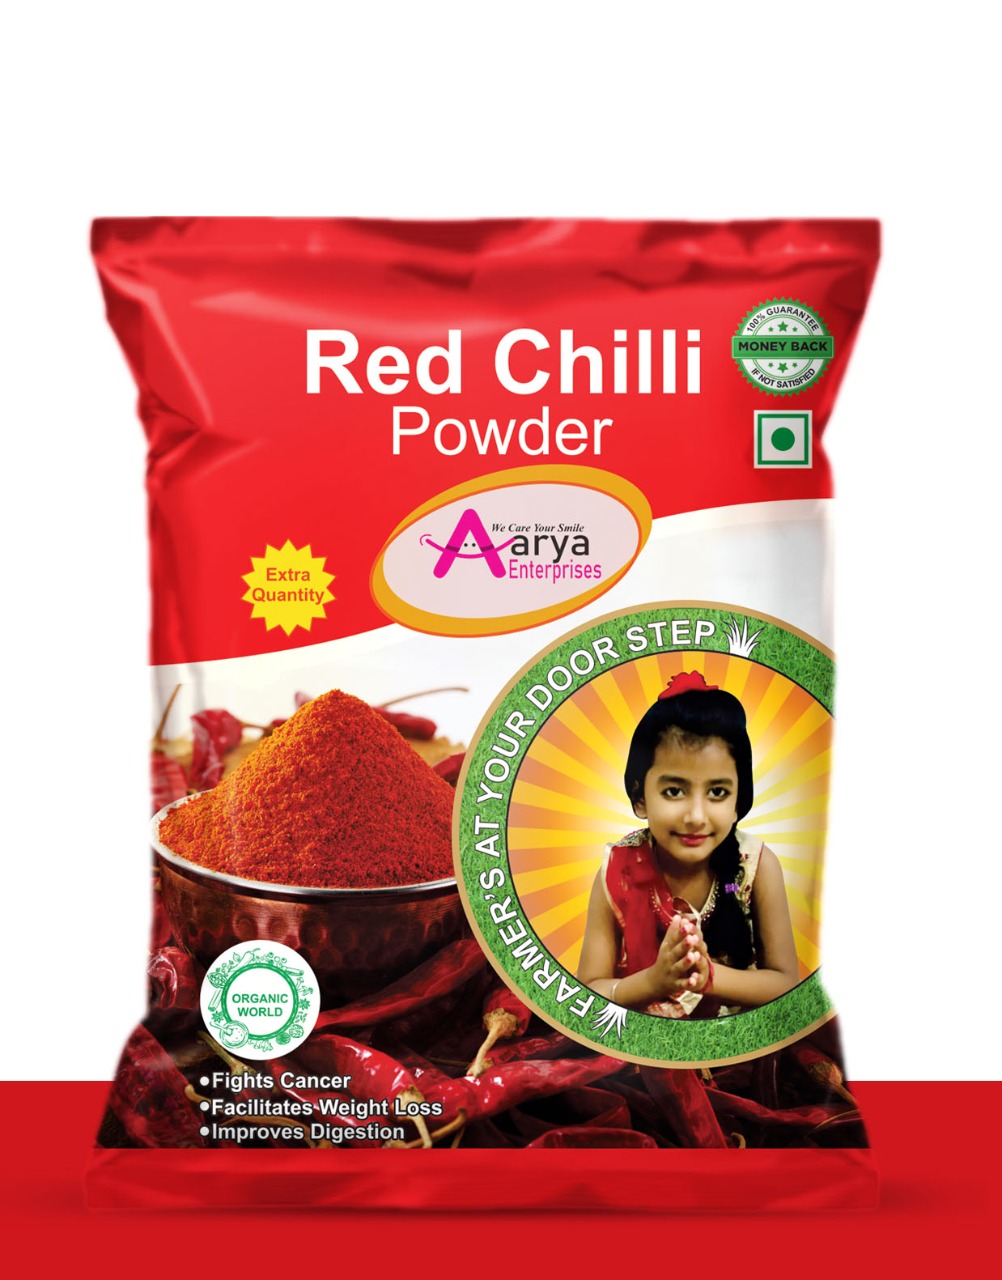 Red Chilli
Powder
100% GUARANTEE
MONEY BACK
IF NOT SATISFIED
We Care Your Smile
Aarya
Enterprises
Extra
Quantity
FARMER'S AT YOUR DOOR STEP
ORGANIC
WORLD
•Fights Cancer
•Facilitates Weight Loss
•Improves Digestion